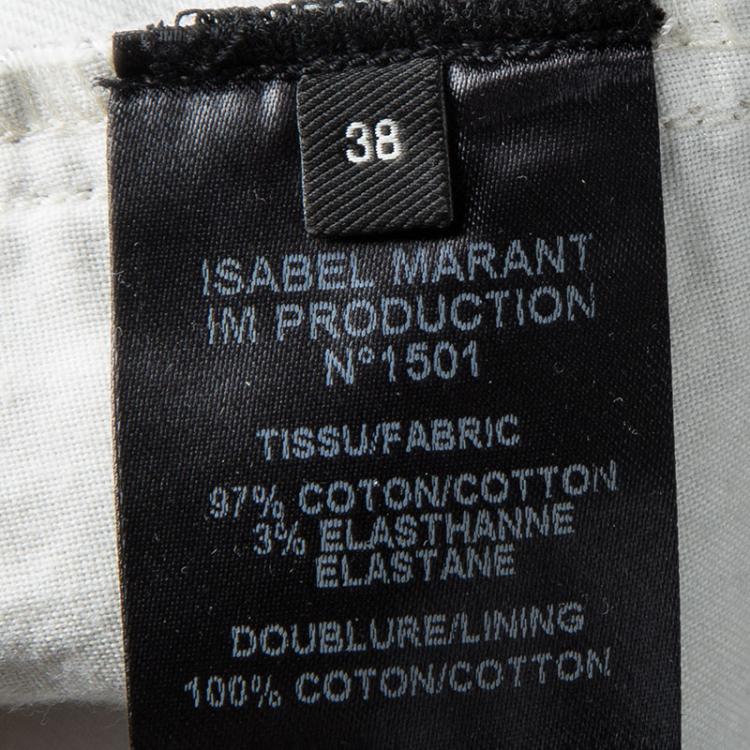 38
ISABEL MARANT
IM PRODUCTION
N°1501
TISSU/FABRIC
97% COTON/COTTON
3% ELASTHANNE
ELASTANE
DOUBLURE/LINING
100% COTON/COTTON